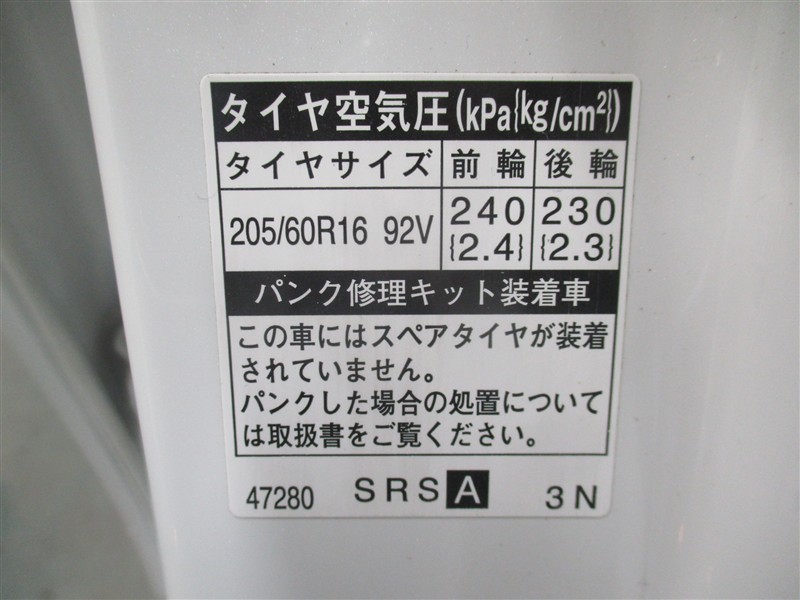 タイヤ空気圧(kPa{kg/cm²})
タイヤサイズ 前輪 後輪
205/60R16 92V 240 {2.4} 230 {2.3}
パンク修理キット装着車
この車にはスペアタイヤが装着
されていません。
パンクした場合の処置について
は取扱書をご覧ください。
47280 SRS A 3N